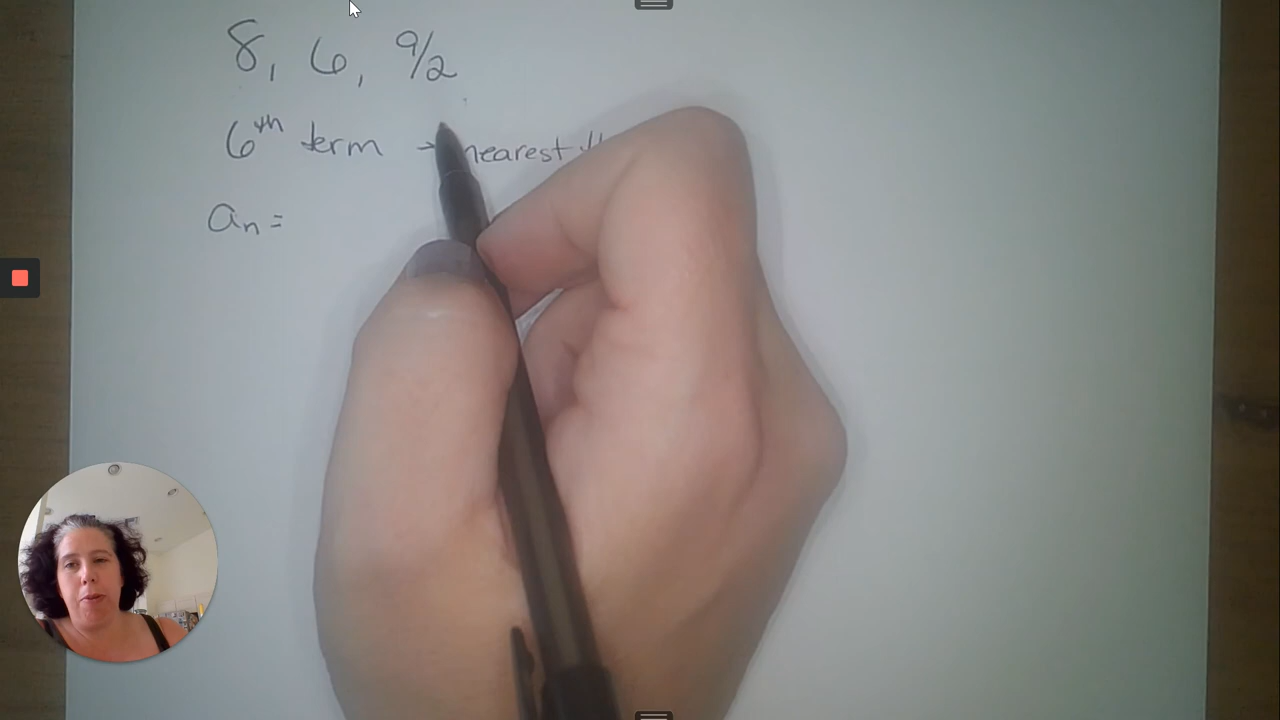 8, 6, 9/2
6th term → nearest
an =